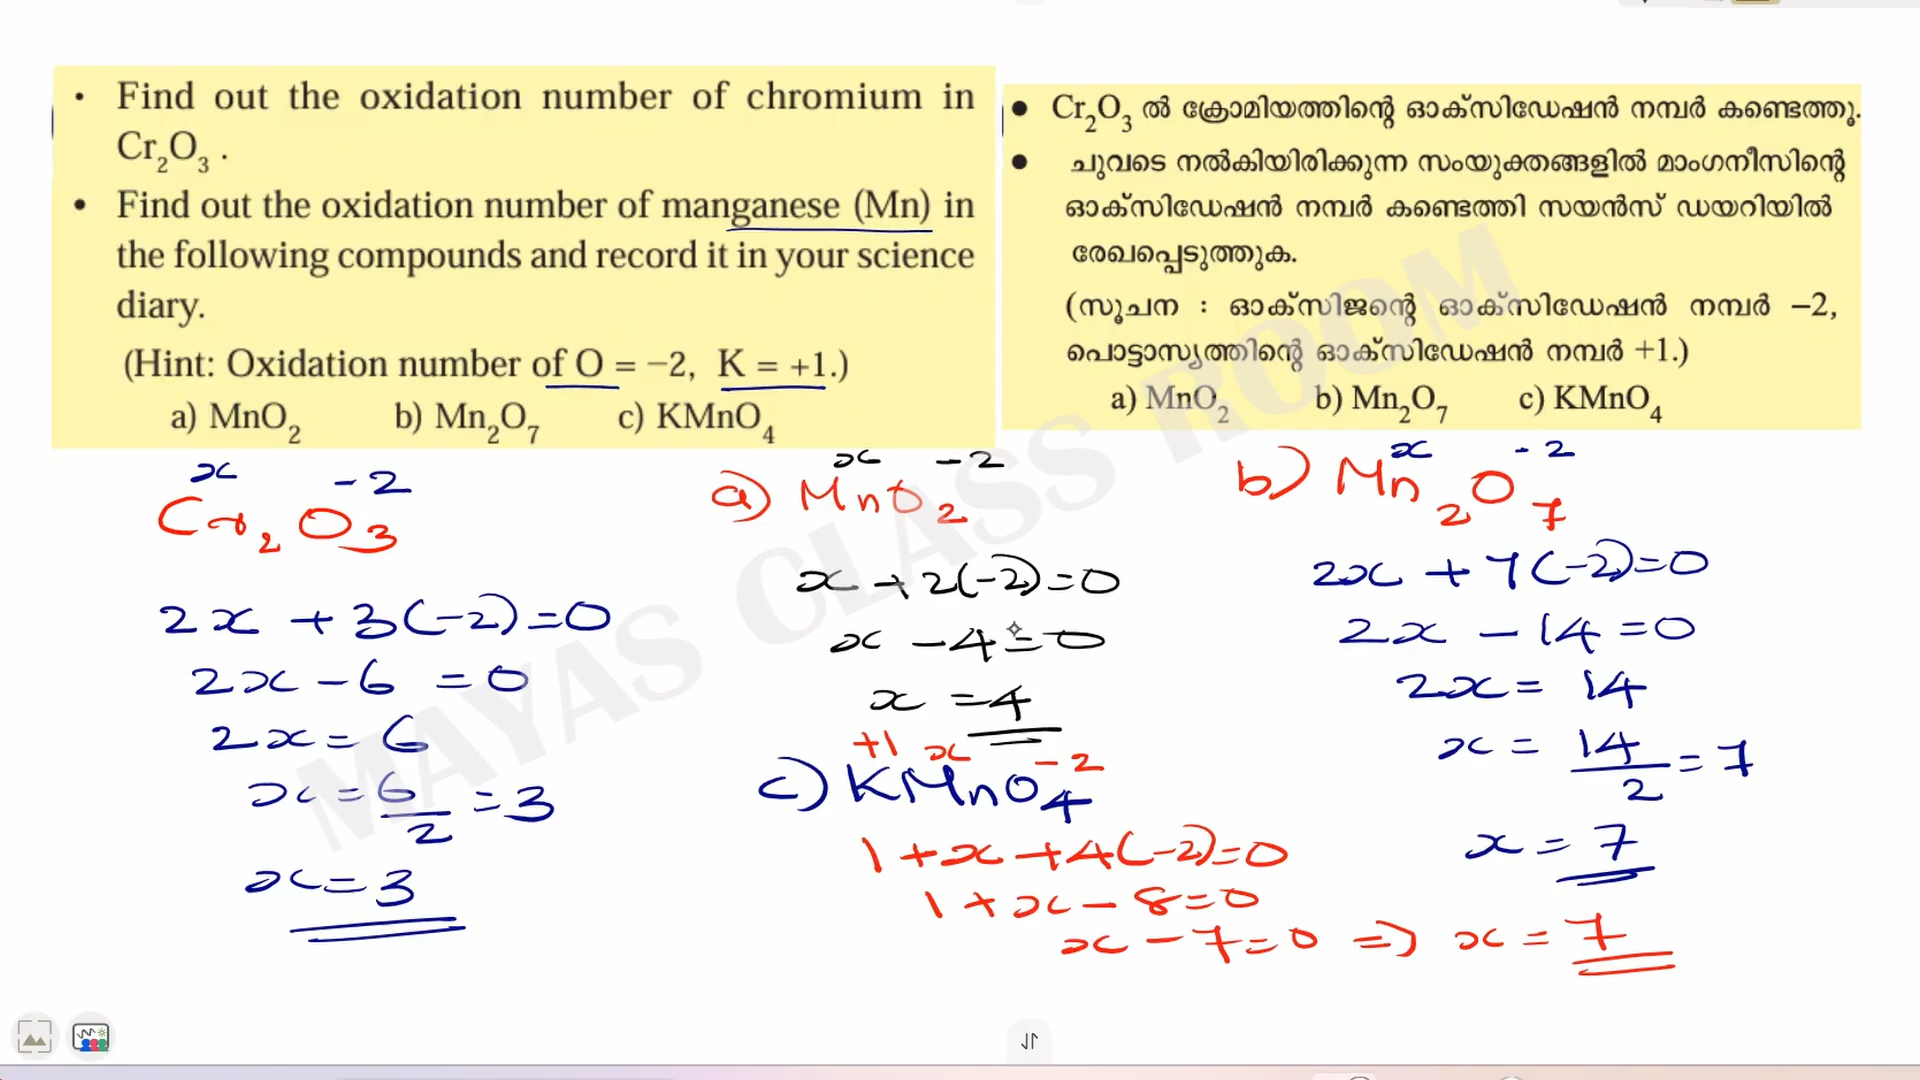 • Find out the oxidation number of chromium in
Cr₂O₃ .
• Find out the oxidation number of manganese (Mn) in
the following compounds and record it in your science
diary.
(Hint: Oxidation number of O = −2, K = +1.)
a) MnO₂ b) Mn₂O₇ c) KMnO₄
• Cr₂O₃ ൽ ക്രോമിയത്തിന്റെ ഓക്സിഡേഷൻ നമ്പർ കണ്ടെത്തൂ.
• ചുവടെ നൽകിയിരിക്കുന്ന സംയുക്തങ്ങളിൽ മാംഗനീസിന്റെ
ഓക്സിഡേഷൻ നമ്പർ കണ്ടെത്തി സയൻസ് ഡയറിയിൽ
രേഖപ്പെടുത്തുക.
(സൂചന : ഓക്സിജന്റെ ഓക്സിഡേഷൻ നമ്പർ −2,
പൊട്ടാസ്യത്തിന്റെ ഓക്സിഡേഷൻ നമ്പർ +1.)
a) MnO₂ b) Mn₂O₇ c) KMnO₄
x -2
Cr₂O₃
2x + 3(-2)=0
2x - 6 = 0
2x = 6
x = 6/2 = 3
x = 3
x -2
a) MnO₂
x + 2(-2)=0
x - 4 = 0
x = 4
+1 x -2
c) KMnO₄
1 + x + 4(-2)=0
1 + x - 8 = 0
x - 7 = 0 => x = 7
x -2
b) Mn₂O₇
2x + 7(-2)=0
2x - 14 = 0
2x = 14
x = 14/2 = 7
x = 7
MAYAS CLASS ROOM